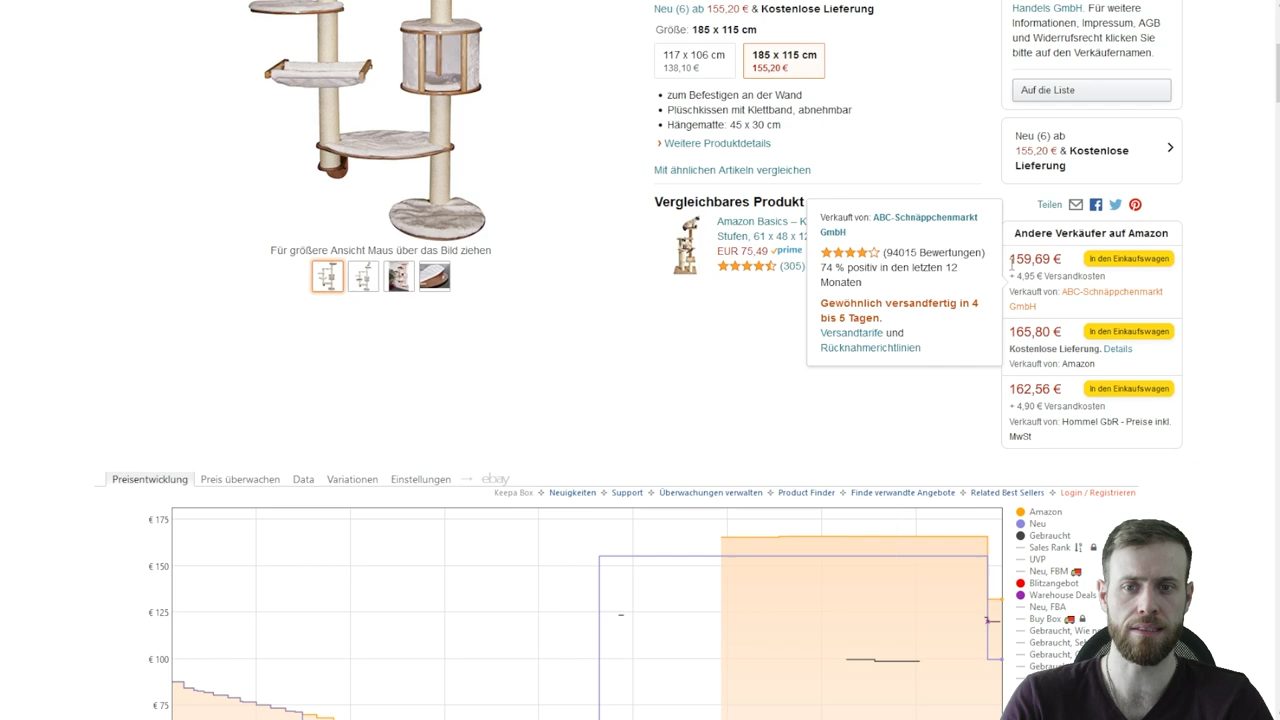 Neu (6) ab 155,20 € & Kostenlose Lieferung
Größe: 185 x 115 cm
117 x 106 cm
138,10 €
185 x 115 cm
155,20 €
• zum Befestigen an der Wand
• Plüschkissen mit Klettband, abnehmbar
• Hängematte: 45 x 30 cm
› Weitere Produktdetails
Mit ähnlichen Artikeln vergleichen
Vergleichbares Produkt
Amazon Basics – K
Stufen, 61 x 48 x 12
EUR 75,49 prime
(305)
Für größere Ansicht Maus über das Bild ziehen
Verkauft von: ABC-Schnäppchenmarkt
GmbH
(94015 Bewertungen)
74 % positiv in den letzten 12
Monaten
Gewöhnlich versandfertig in 4
bis 5 Tagen.
Versandtarife und
Rücknahmerichtlinien
Handels GmbH. Für weitere
Informationen, Impressum, AGB
und Widerrufsrecht klicken Sie
bitte auf den Verkäufernamen.
Auf die Liste
Neu (6) ab
155,20 € & Kostenlose
Lieferung
Teilen
Andere Verkäufer auf Amazon
159,69 €
In den Einkaufswagen
+ 4,95 € Versandkosten
Verkauft von: ABC-Schnäppchenmarkt
GmbH
165,80 €
In den Einkaufswagen
Kostenlose Lieferung. Details
Verkauft von: Amazon
162,56 €
In den Einkaufswagen
+ 4,90 € Versandkosten
Verkauft von: Hommel GbR - Preise inkl.
MwSt
Preisentwicklung Preis überwachen Data Variationen Einstellungen → ebay
Keepa Box Neuigkeiten Support Überwachungen verwalten Product Finder Finde verwandte Angebote Related Best Sellers Login / Registrieren
€ 175
€ 150
€ 125
€ 100
€ 75
Amazon
Neu
Gebraucht
Sales Rank
UVP
Neu, FBM
Blitzangebot
Warehouse Deals
Neu, FBA
Buy Box
Gebraucht, Wie n
Gebraucht, Se
Gebraucht,
Gebrau